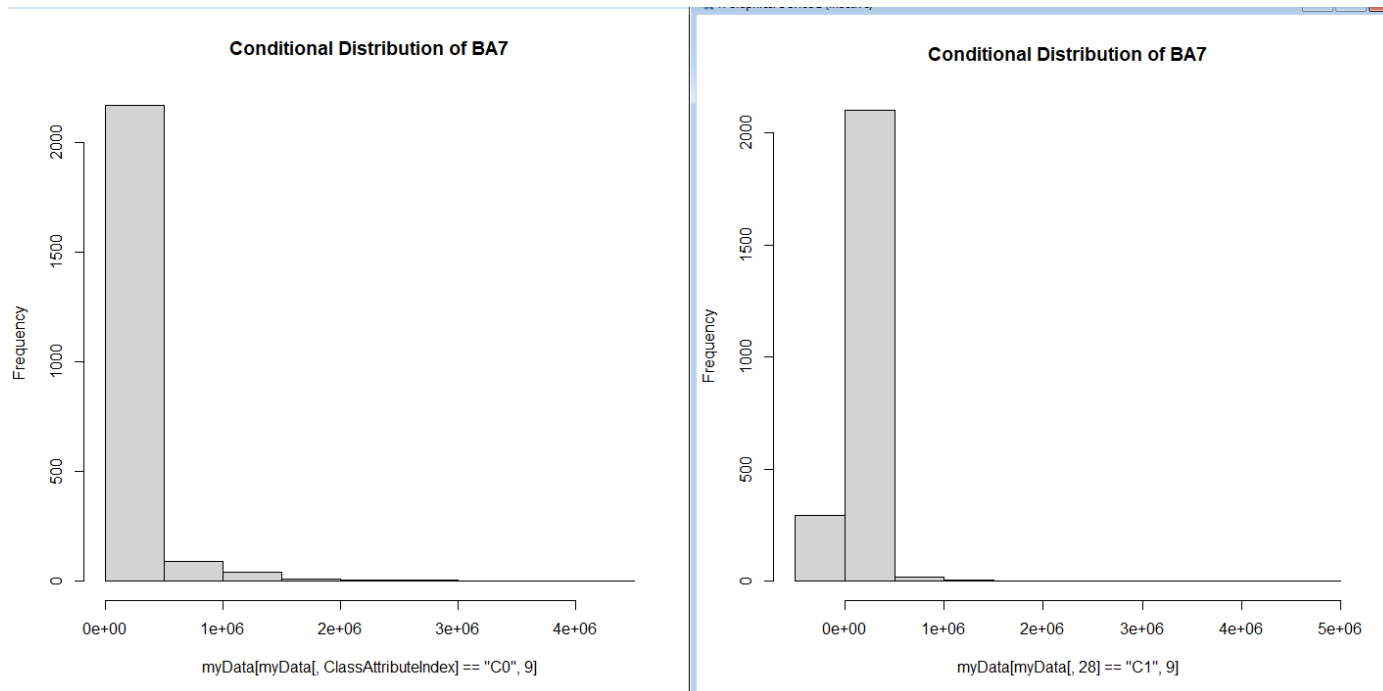 Conditional Distribution of BA7
Frequency
2000
1500
1000
500
0
0e+00 1e+06 2e+06 3e+06 4e+06
myData[myData[, ClassAttributeIndex] == "C0", 9]
Conditional Distribution of BA7
Frequency
2000
1500
1000
500
0
0e+00 1e+06 2e+06 3e+06 4e+06 5e+06
myData[myData[, 28] == "C1", 9]